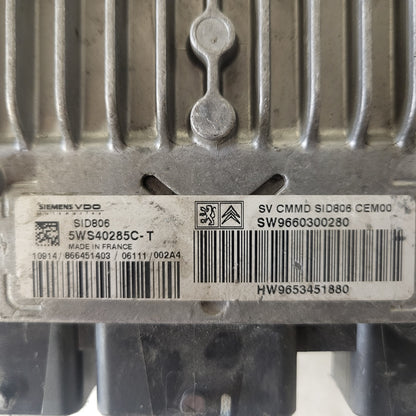 SIEMENS VDO
SID806
5WS40285C-T
MADE IN FRANCE
10914/866451403/06111/002A4
SV CMMD SID806 CEM00
SW9660300280
HW9653451880